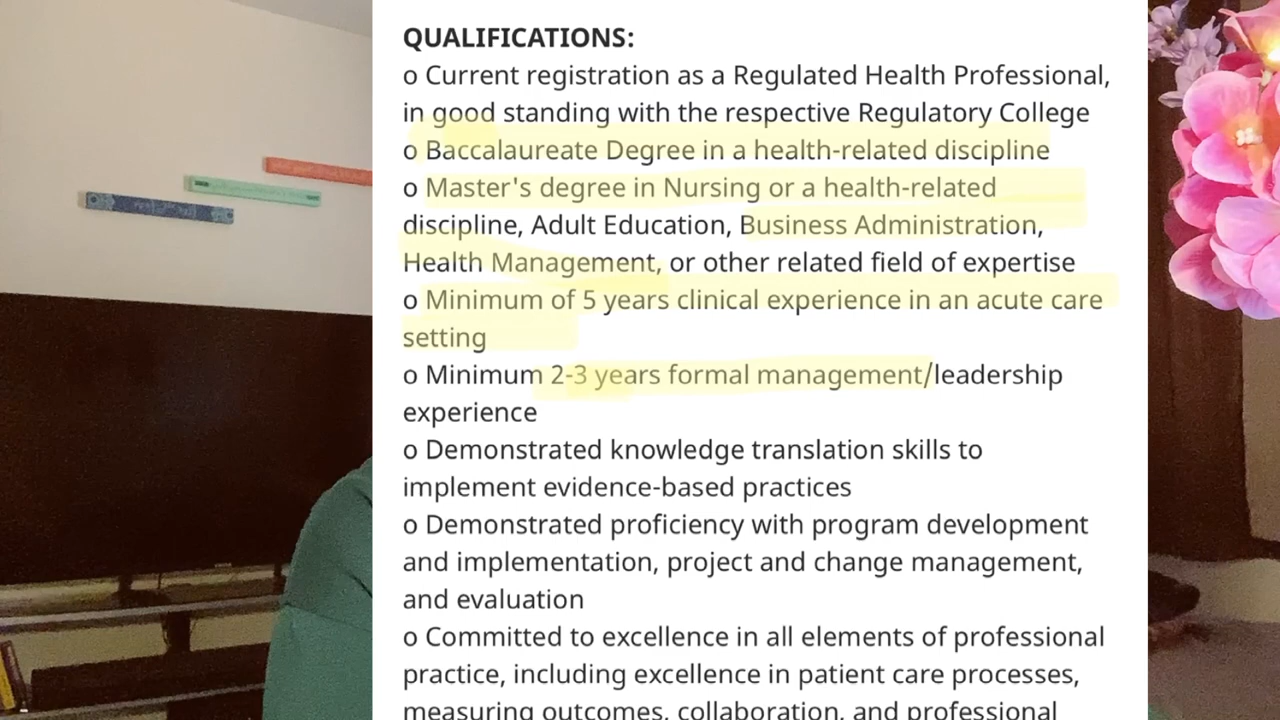 QUALIFICATIONS:
o Current registration as a Regulated Health Professional,
in good standing with the respective Regulatory College
o Baccalaureate Degree in a health-related discipline
o Master's degree in Nursing or a health-related
discipline, Adult Education, Business Administration,
Health Management, or other related field of expertise
o Minimum of 5 years clinical experience in an acute care
setting
o Minimum 2-3 years formal management/leadership
experience
o Demonstrated knowledge translation skills to
implement evidence-based practices
o Demonstrated proficiency with program development
and implementation, project and change management,
and evaluation
o Committed to excellence in all elements of professional
practice, including excellence in patient care processes,
measuring outcomes, collaboration, and professional